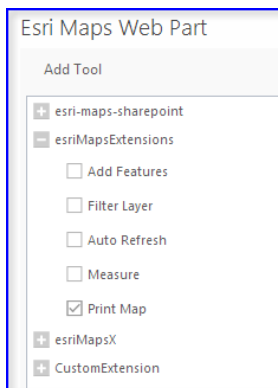 Esri Maps Web Part
Add Tool
esri-maps-sharepoint
esriMapsExtensions
Add Features
Filter Layer
Auto Refresh
Measure
Print Map
esriMapsX
CustomExtension